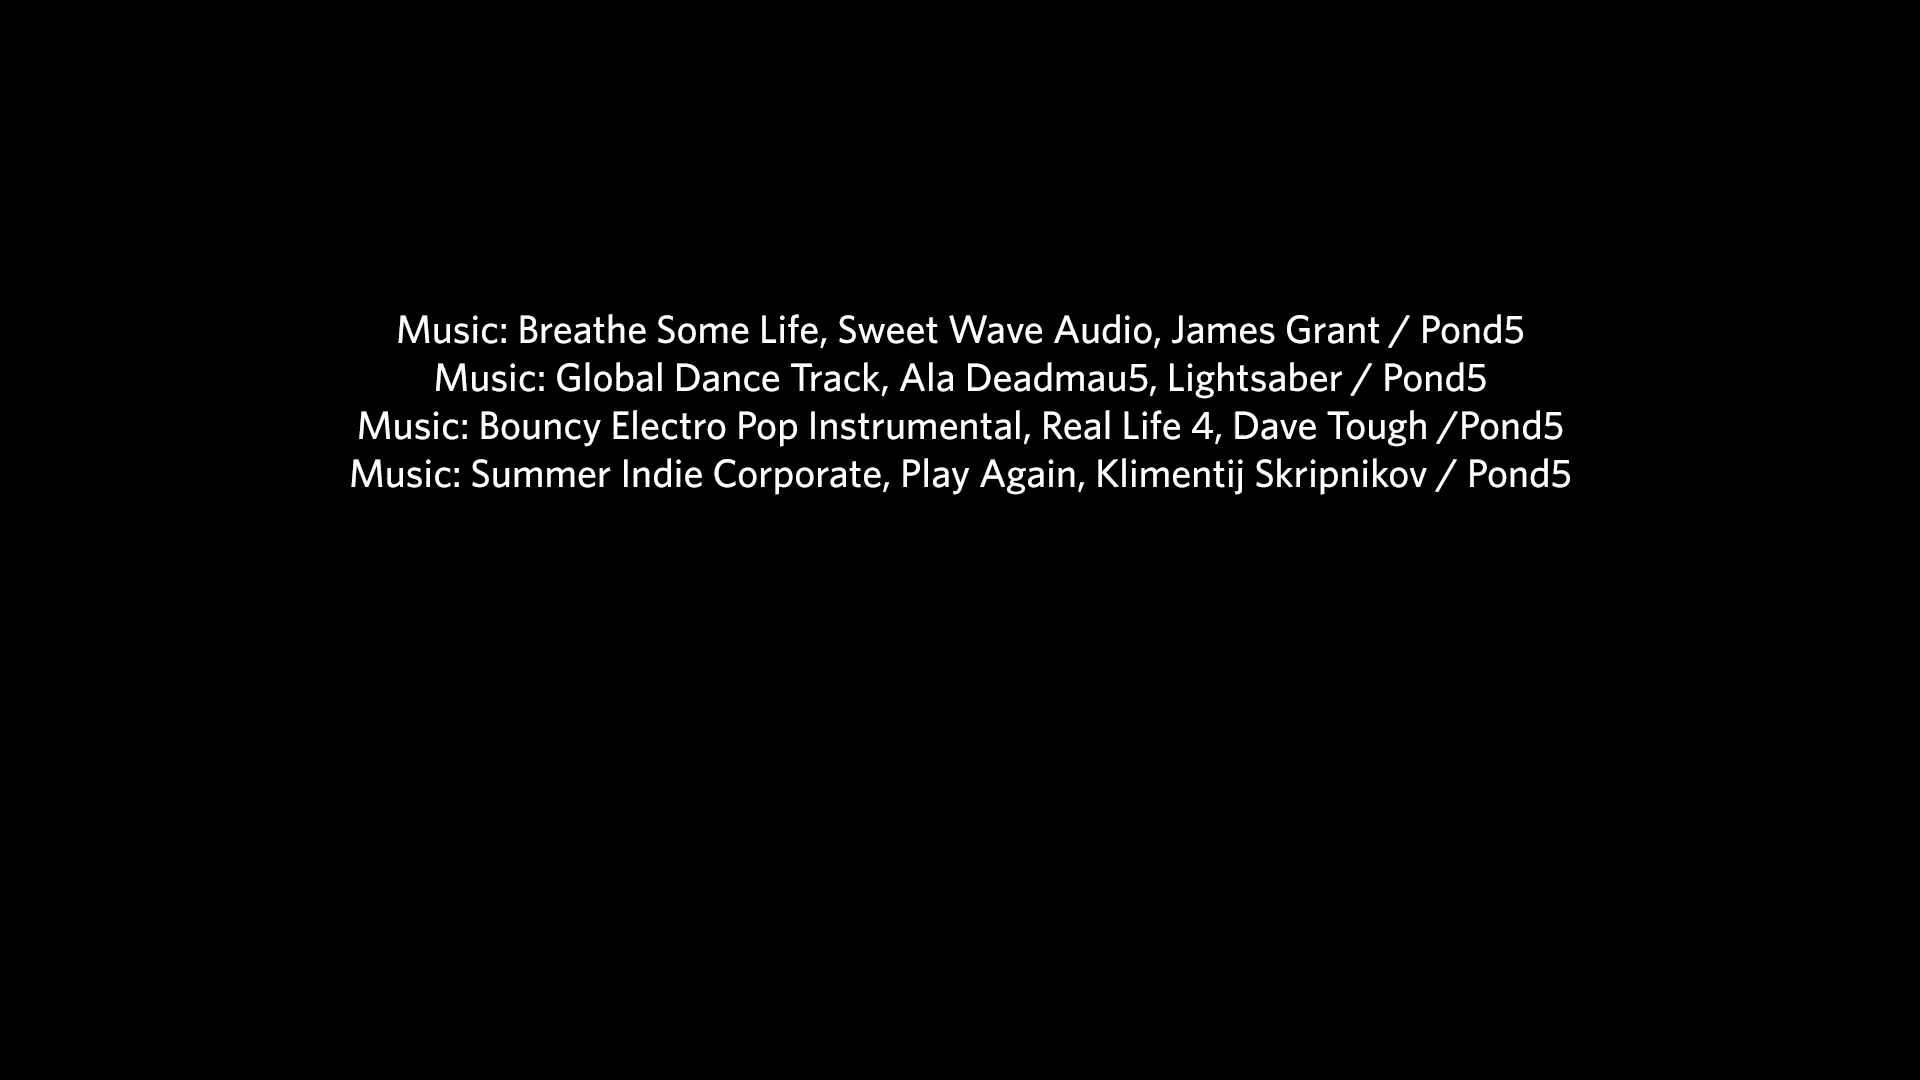 Music: Breathe Some Life, Sweet Wave Audio, James Grant / Pond5
Music: Global Dance Track, Ala Deadmau5, Lightsaber / Pond5
Music: Bouncy Electro Pop Instrumental, Real Life 4, Dave Tough /Pond5
Music: Summer Indie Corporate, Play Again, Klimentij Skripnikov / Pond5